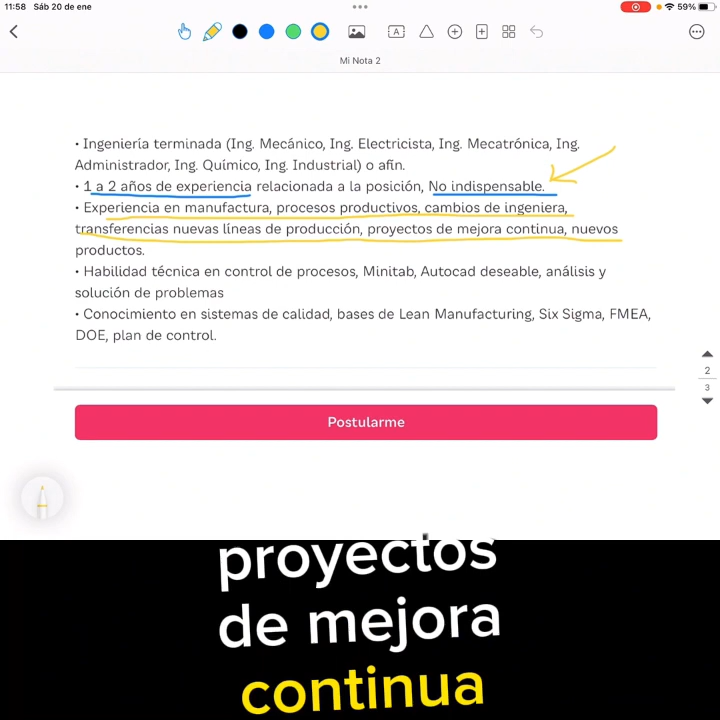 11:58 Sáb 20 de ene
59%
A
Mi Nota 2
• Ingeniería terminada (Ing. Mecánico, Ing. Electricista, Ing. Mecatrónica, Ing.
Administrador, Ing. Químico, Ing. Industrial) o afín.
• 1 a 2 años de experiencia relacionada a la posición, No indispensable.
• Experiencia en manufactura, procesos productivos, cambios de ingeniera,
transferencias nuevas líneas de producción, proyectos de mejora continua, nuevos
productos.
• Habilidad técnica en control de procesos, Minitab, Autocad deseable, análisis y
solución de problemas
• Conocimiento en sistemas de calidad, bases de Lean Manufacturing, Six Sigma, FMEA,
DOE, plan de control.
2
3
Postularme
proyectos
de mejora
continua